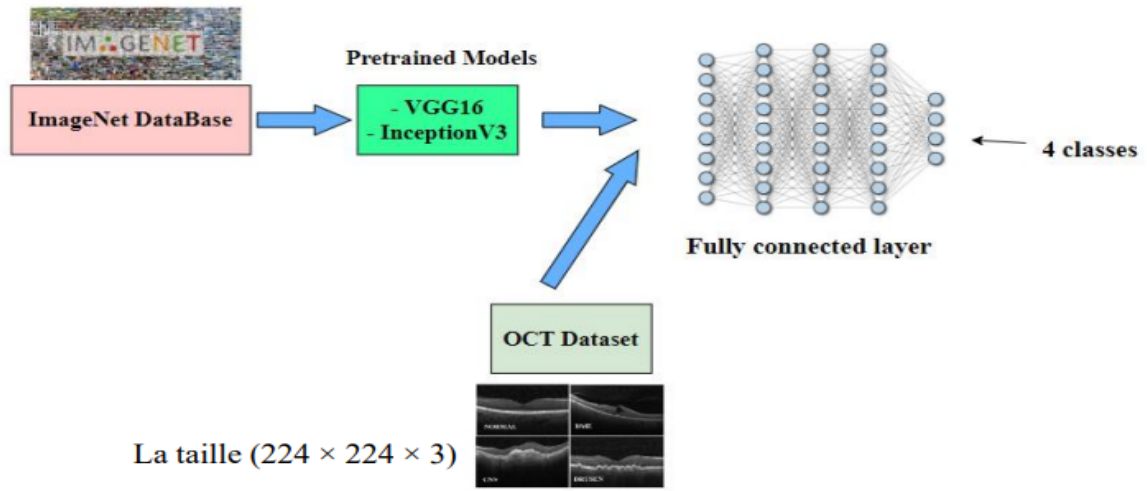 IMAGENET
Pretrained Models
ImageNet DataBase
- VGG16
- InceptionV3
4 classes
Fully connected layer
OCT Dataset
NORMAL
DME
CNV
DRUSEN
La taille (224 × 224 × 3)